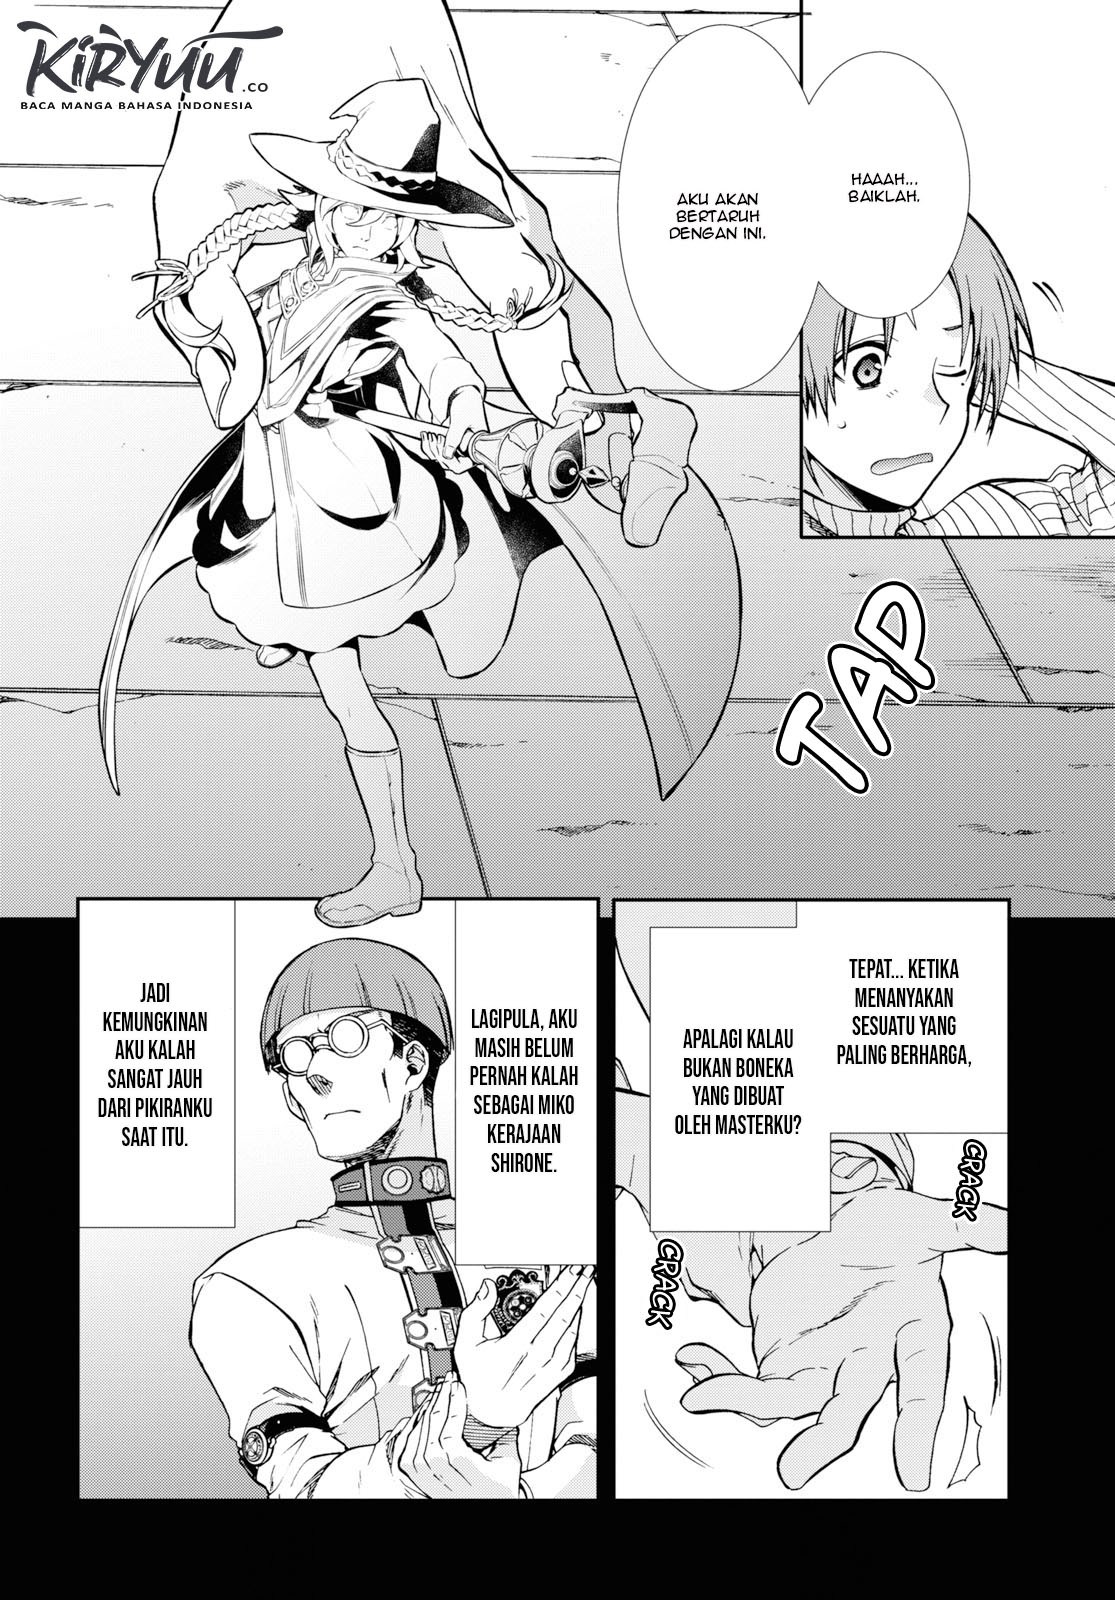 KIRYUU.CO
BACA MANGA BAHASA INDONESIA
HAAAH...
BAIKLAH.
AKU AKAN
BERTARUH
DENGAN INI.
TAP
TEPAT... KETIKA
MENANYAKAN
SESUATU YANG
PALING BERHARGA,
APALAGI KALAU
BUKAN BONEKA
YANG DIBUAT
OLEH MASTERKU?
CRACK
CRACK
LAGIPULA, AKU
MASIH BELUM
PERNAH KALAH
SEBAGAI MIKO
KERAJAAN
SHIRONE.
JADI
KEMUNGKINAN
AKU KALAH
SANGAT JAUH
DARI PIKIRANKU
SAAT ITU.